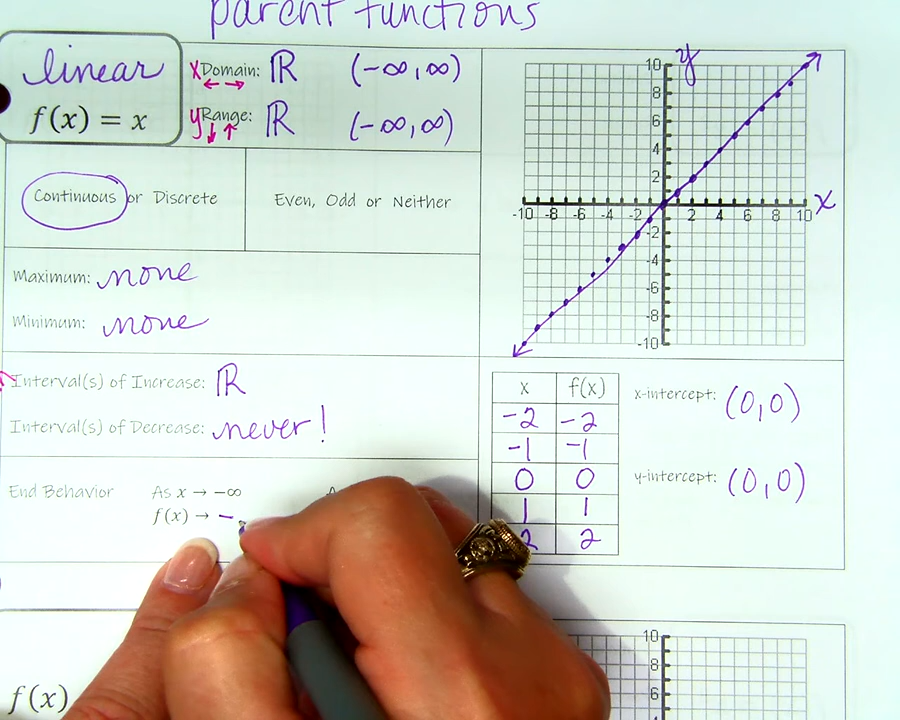 parent functions
linear
f(x) = x
x Domain: ℝ (-∞,∞)
y Range: ℝ (-∞,∞)
Continuous or Discrete
Even, Odd or Neither
Maximum: none
Minimum: none
Interval(s) of Increase: ℝ
Interval(s) of Decrease: never!
End Behavior
As x → -∞
f(x) → -
y
10
8
6
4
2
-10 -8 -6 -4 -2 2 4 6 8 10 x
-2
-4
-6
-8
-10
x f(x)
-2 -2
-1 -1
0 0
1 1
2 2
x-intercept: (0,0)
y-intercept: (0,0)
f(x)
10
8
6
4